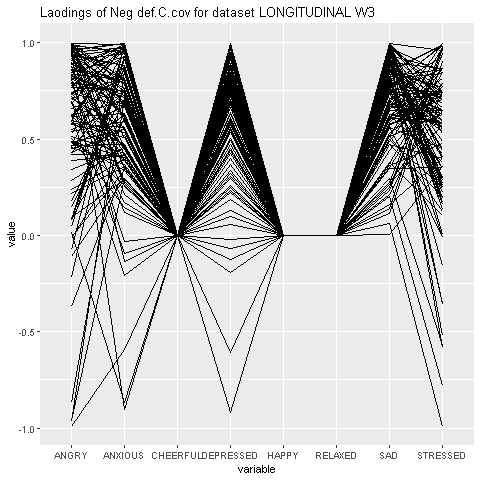 Laodings of Neg def.C.cov for dataset LONGITUDINAL W3
1.0
0.5
0.0
-0.5
-1.0
value
ANGRY ANXIOUS CHEERFULDEPRESSED HAPPY RELAXED SAD STRESSED
variable